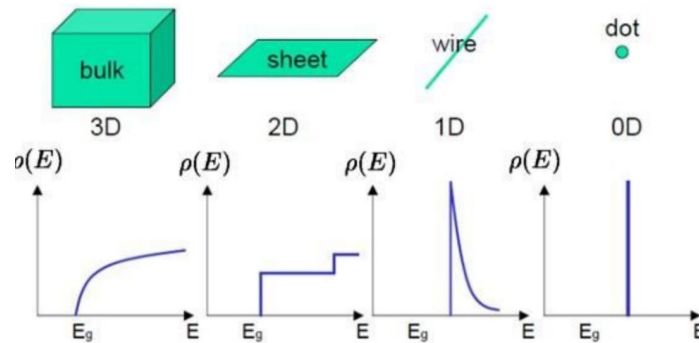 bulk
sheet
wire
dot
3D
2D
1D
0D
ρ(E)
ρ(E)
ρ(E)
ρ(E)
Eg E
Eg E
Eg E
Eg E